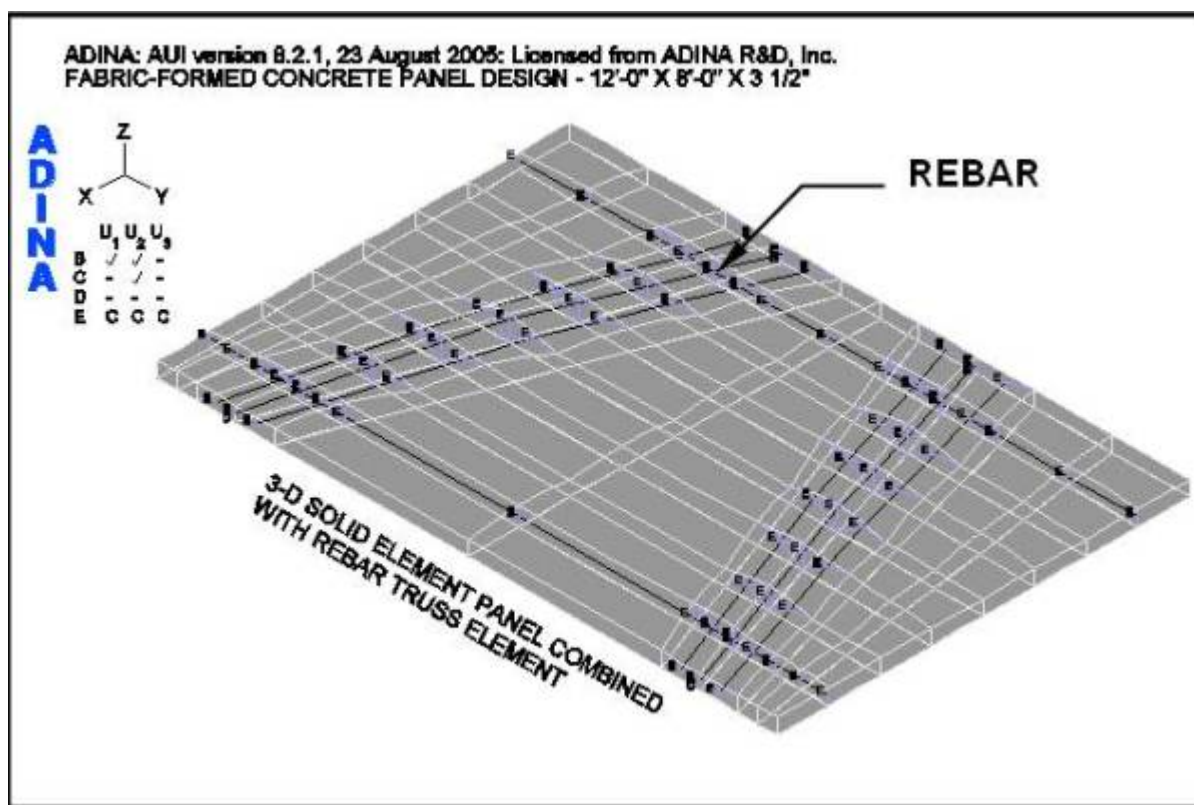 ADINA: AUI version 8.2.1, 23 August 2005: Licensed from ADINA R&D, Inc.
FABRIC-FORMED CONCRETE PANEL DESIGN - 12'-0" X 8'-0" X 3 1/2"
ADINA
Z
X Y
U1 U2 U3
B ✓ ✓ -
C - ✓ -
D - - -
E C C C
REBAR
3-D SOLID ELEMENT PANEL COMBINED
WITH REBAR TRUSS ELEMENT